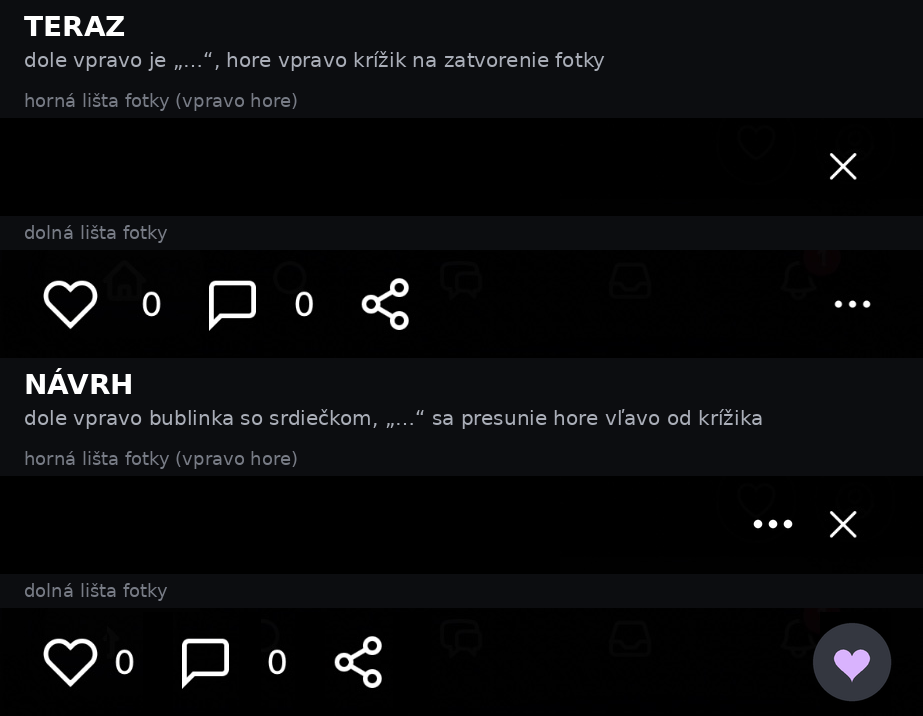 TERAZ
dole vpravo je „…“, hore vpravo krížik na zatvorenie fotky
horná lišta fotky (vpravo hore)
dolná lišta fotky
0 0
NÁVRH
dole vpravo bublinka so srdiečkom, „…“ sa presunie hore vľavo od krížika
horná lišta fotky (vpravo hore)
dolná lišta fotky
0 0